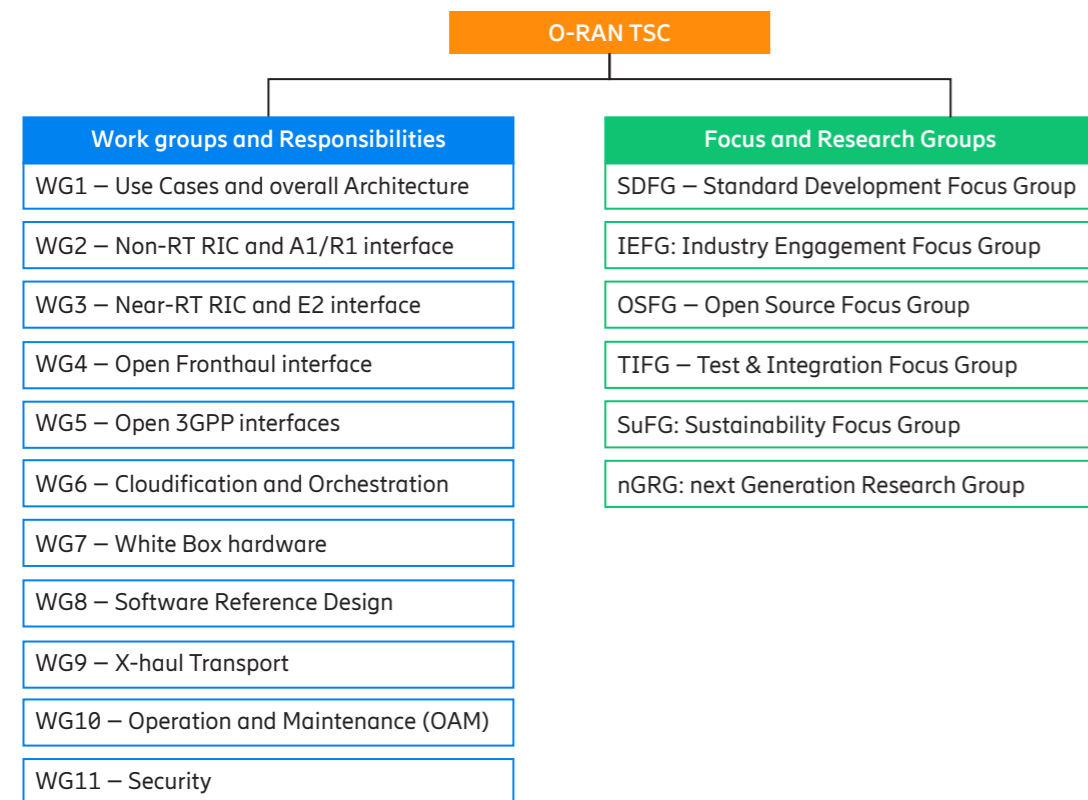 O-RAN TSC
Work groups and Responsibilities
WG1 – Use Cases and overall Architecture
WG2 – Non-RT RIC and A1/R1 interface
WG3 – Near-RT RIC and E2 interface
WG4 – Open Fronthaul interface
WG5 – Open 3GPP interfaces
WG6 – Cloudification and Orchestration
WG7 – White Box hardware
WG8 – Software Reference Design
WG9 – X-haul Transport
WG10 – Operation and Maintenance (OAM)
WG11 – Security
Focus and Research Groups
SDFG – Standard Development Focus Group
IEFG: Industry Engagement Focus Group
OSFG – Open Source Focus Group
TIFG – Test & Integration Focus Group
SuFG: Sustainability Focus Group
nGRG: next Generation Research Group